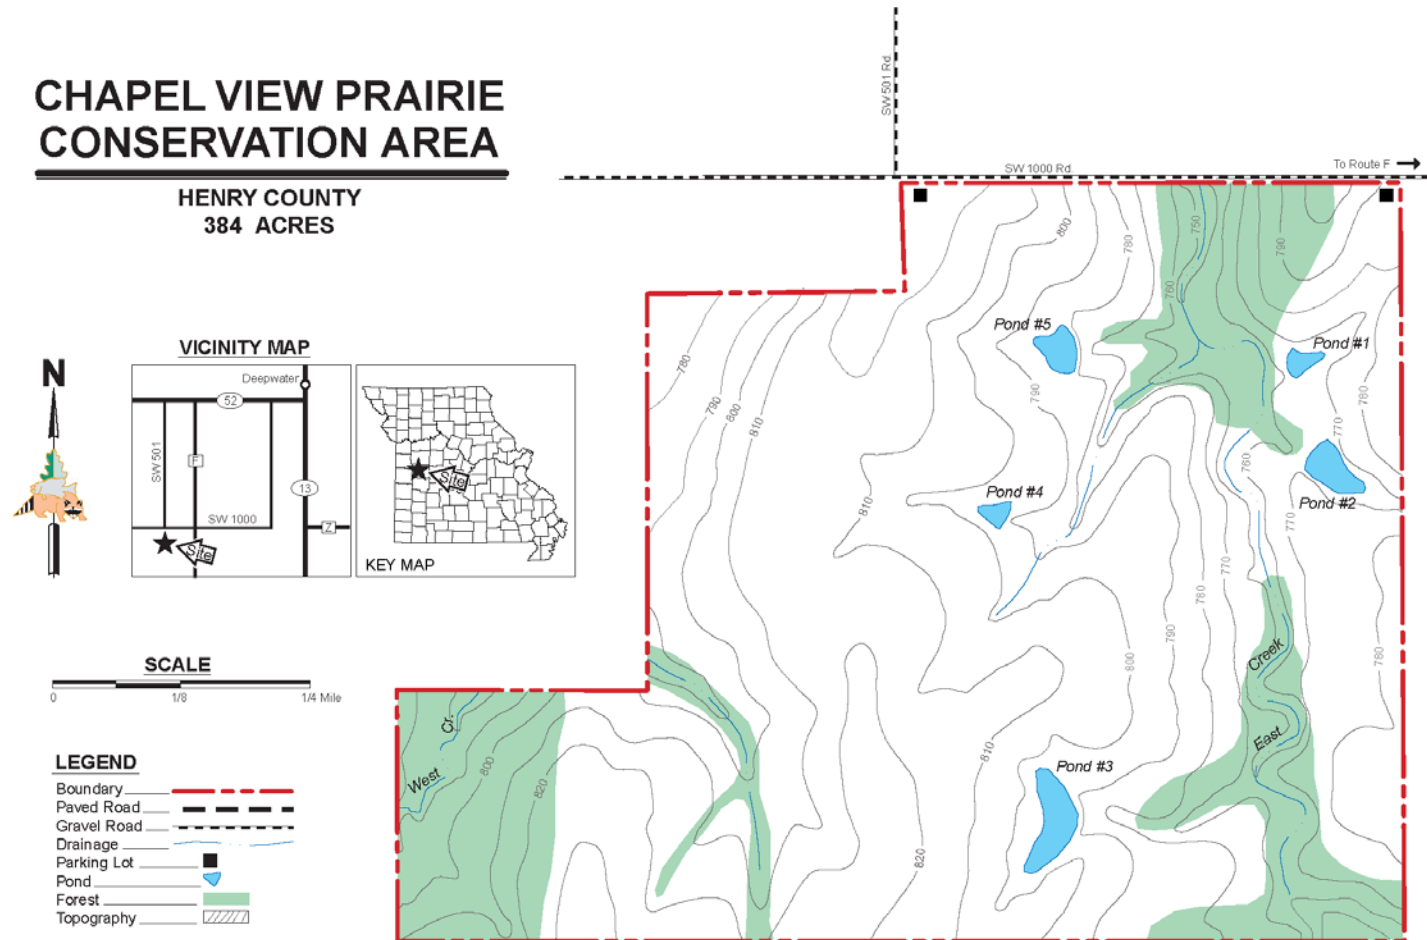 CHAPEL VIEW PRAIRIE
CONSERVATION AREA
HENRY COUNTY
384 ACRES
SW 501 Rd.
SW 1000 Rd.
To Route F
VICINITY MAP
N
Deepwater
52
SW 501
F
13
SW 1000
Z
Site
Site
KEY MAP
SCALE
0
1/8
1/4 Mile
LEGEND
Boundary
Paved Road
Gravel Road
Drainage
Parking Lot
Pond
Forest
Topography
800
780
750
790
760
Pond #5
Pond #1
780
790
800
810
790
780
770
760
810
Pond #4
Pond #2
770
770
780
790
800
780
Creek
East
West
Cr.
800
820
810
Pond #3
820